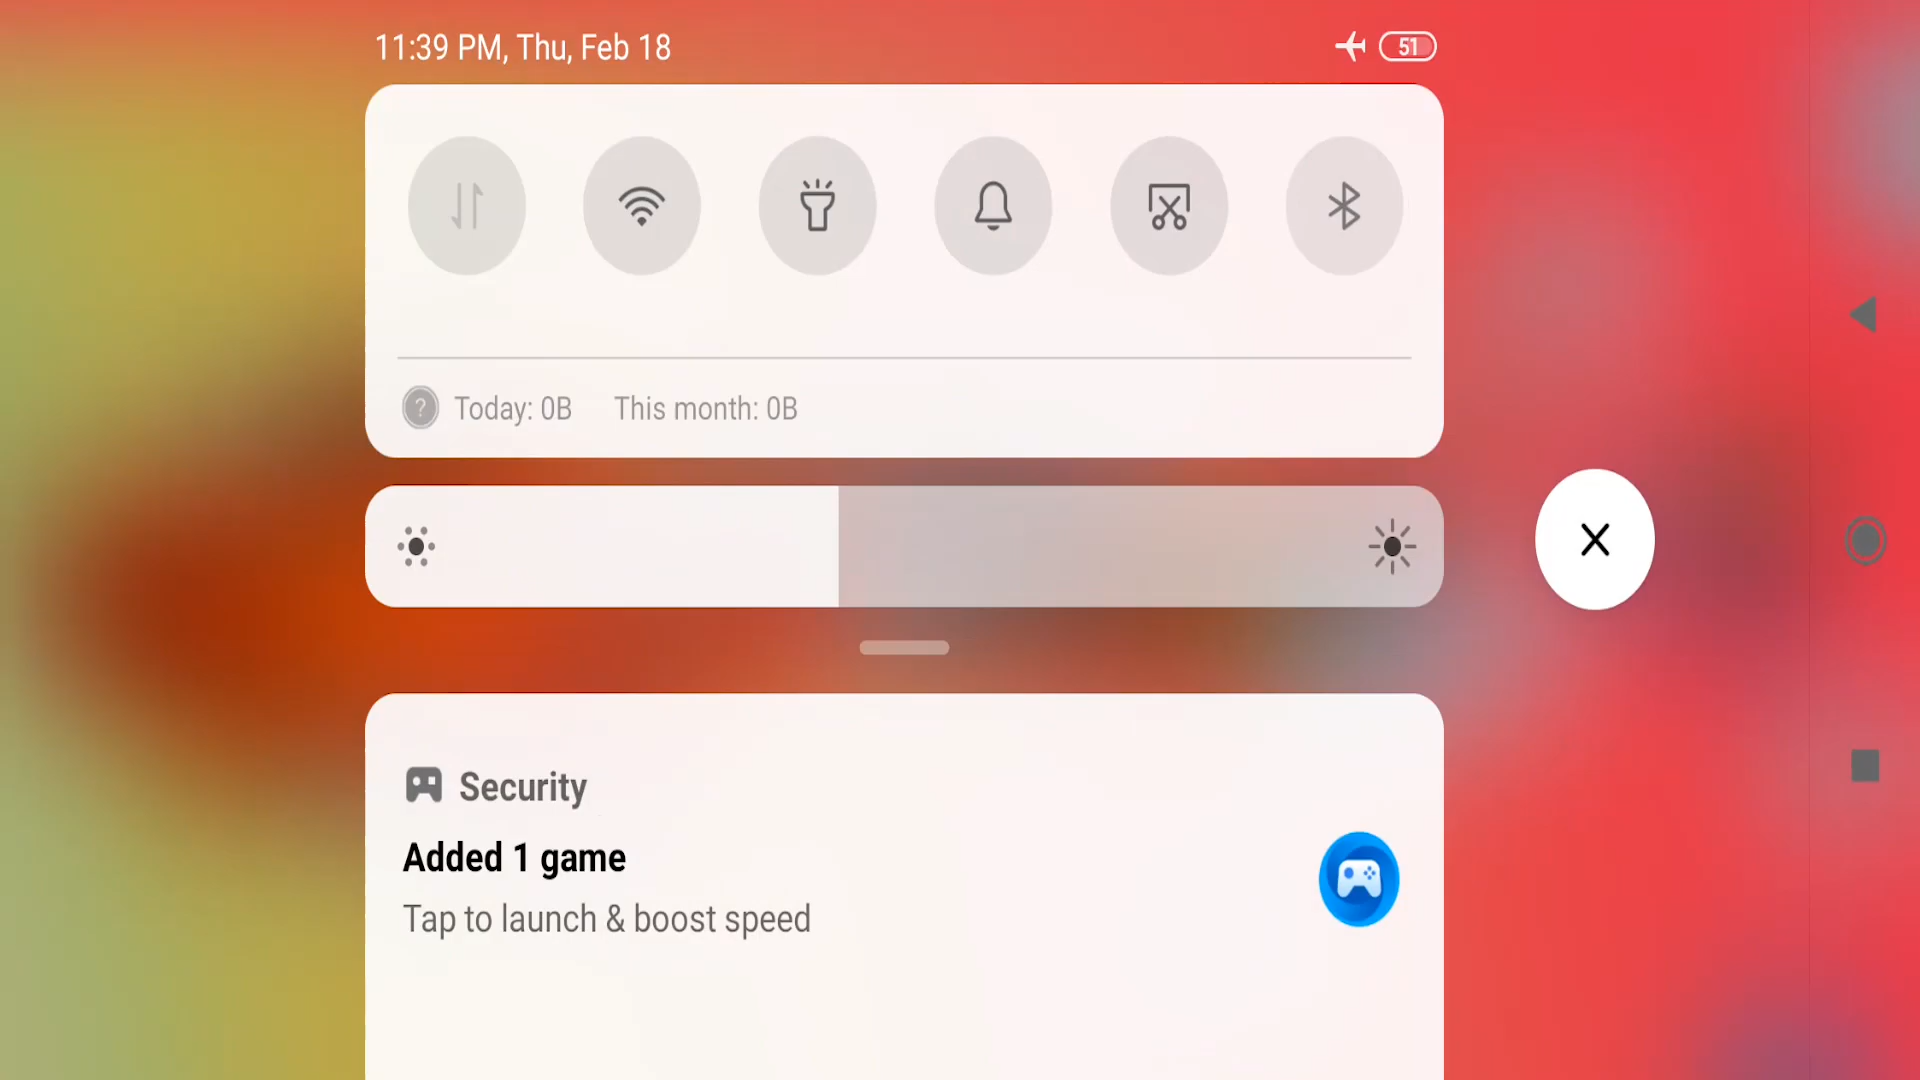 11:39 PM, Thu, Feb 18
51
Today: 0B This month: 0B
Security
Added 1 game
Tap to launch & boost speed